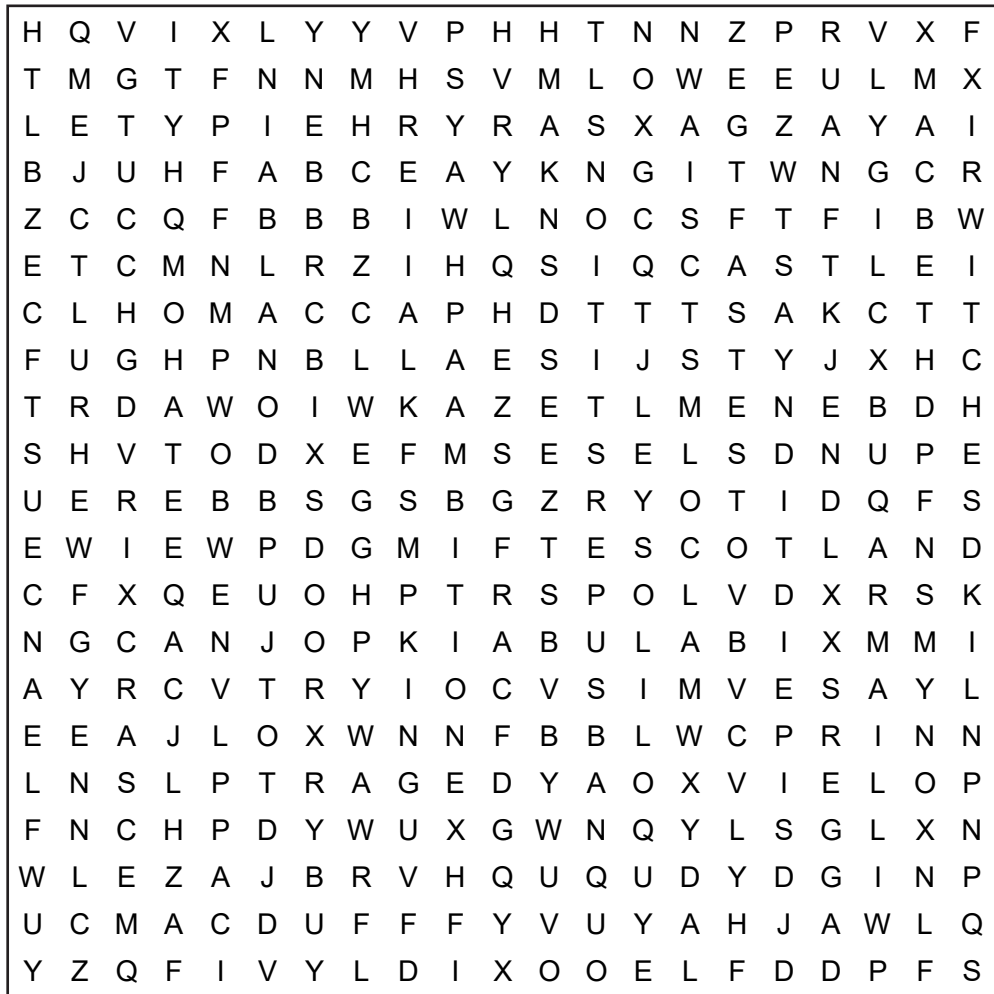 H Q V I X L Y Y V P H H T N N Z P R V X F
T M G T F N N M H S V M L O W E E U L M X
L E T Y P I E H R Y R A S X A G Z A Y A I
B J U H F A B C E A Y K N G I T W N G C R
Z C C Q F B B B I W L N O C S F T F I B W
E T C M N L R Z I H Q S I Q C A S T L E I
C L H O M A C C A P H D T T T S A K C T T
F U G H P N B L L A E S I J S T Y J X H C
T R D A W O I W K A Z E T L M E N E B D H
S H V T O D X E F M S E S E L S D N U P E
U E R E B B S G S B G Z R Y O T I D Q F S
E W I E W P D G M I F T E S C O T L A N D
C F X Q E U O H P T R S P O L V D X R S K
N G C A N J O P K I A B U L A B I X M M I
A Y R C V T R Y I O C V S I M V E S A Y L
E E A J L O X W N N F B B L W C P R I N N
L N S L P T R A G E D Y A O X V I E L O P
F N C H P D Y W U X G W N Q Y L S G L X N
W L E Z A J B R V H Q U Q U D Y D G I N P
U C M A C D U F F F Y V U Y A H J A W L Q
Y Z Q F I V Y L D I X O O E L F D D P F S